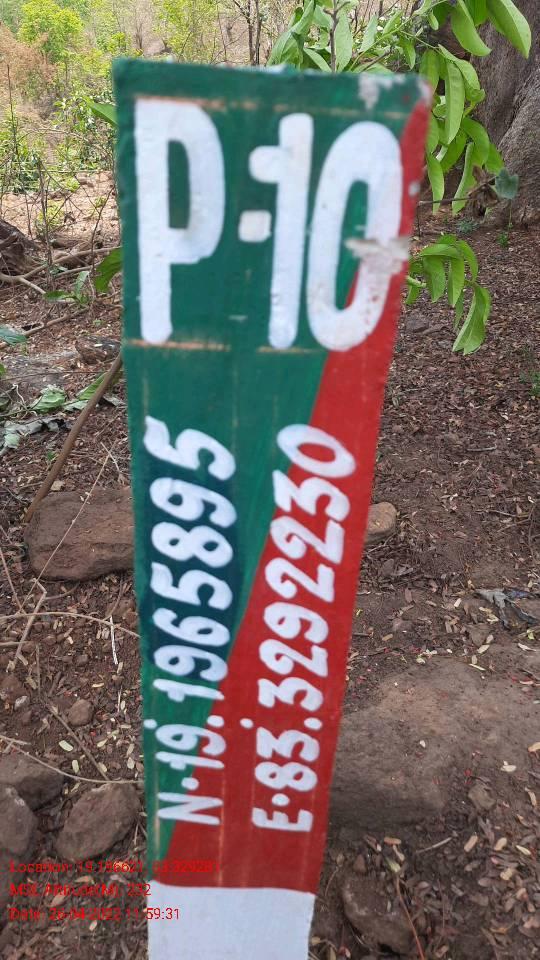 P-10
N.19.1965895
E.83.3292230
MSL Altitude(M): 232
Date: 26-04-2022 11:59:31